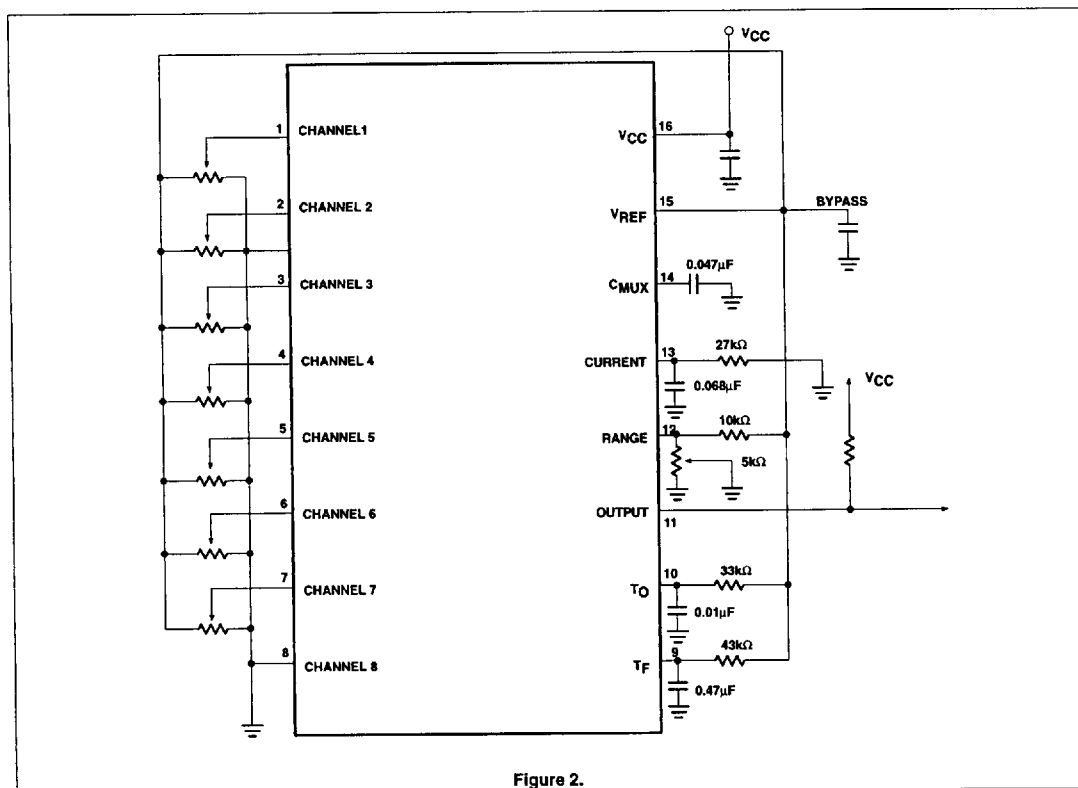 VCC
1 CHANNEL1
2 CHANNEL 2
3 CHANNEL 3
4 CHANNEL 4
5 CHANNEL 5
6 CHANNEL 6
7 CHANNEL 7
8 CHANNEL 8
VCC 16
VREF 15
BYPASS
CMUX 14
0.047μF
CURRENT 13
27kΩ
0.068μF
VCC
RANGE 12
10kΩ
5kΩ
OUTPUT 11
TO 10
33kΩ
0.01μF
TF 9
43kΩ
0.47μF
Figure 2.